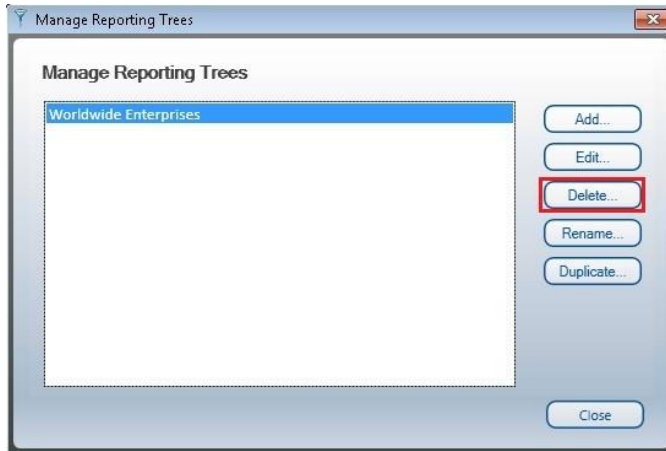 Manage Reporting Trees
Manage Reporting Trees
Worldwide Enterprises
Add...
Edit...
Delete...
Rename...
Duplicate...
Close